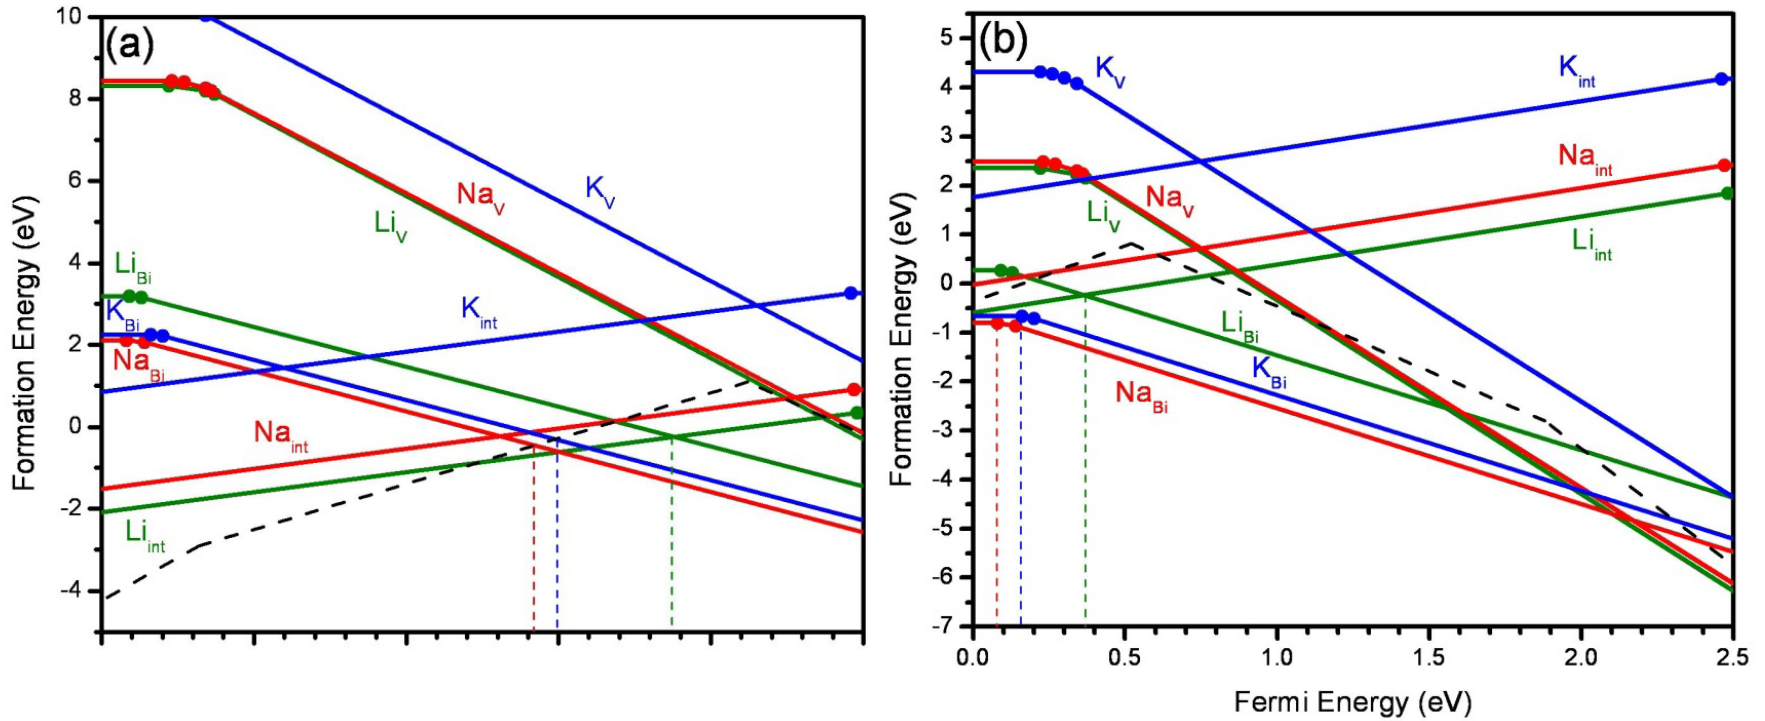 (a)
Formation Energy (eV)
10
8
6
4
2
0
-2
-4
K_V
Na_V
Li_V
Li_Bi
K_Bi
Na_Bi
K_int
Na_int
Li_int
(b)
Formation Energy (eV)
5
4
3
2
1
0
-1
-2
-3
-4
-5
-6
-7
K_V
K_int
Na_int
Na_V
Li_V
Li_int
Li_Bi
K_Bi
Na_Bi
0.0 0.5 1.0 1.5 2.0 2.5
Fermi Energy (eV)